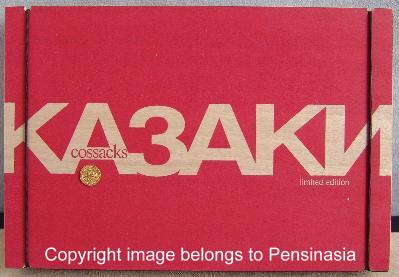 КАЗАКИ
cossacks
limited edition
Copyright image belongs to Pensinasia